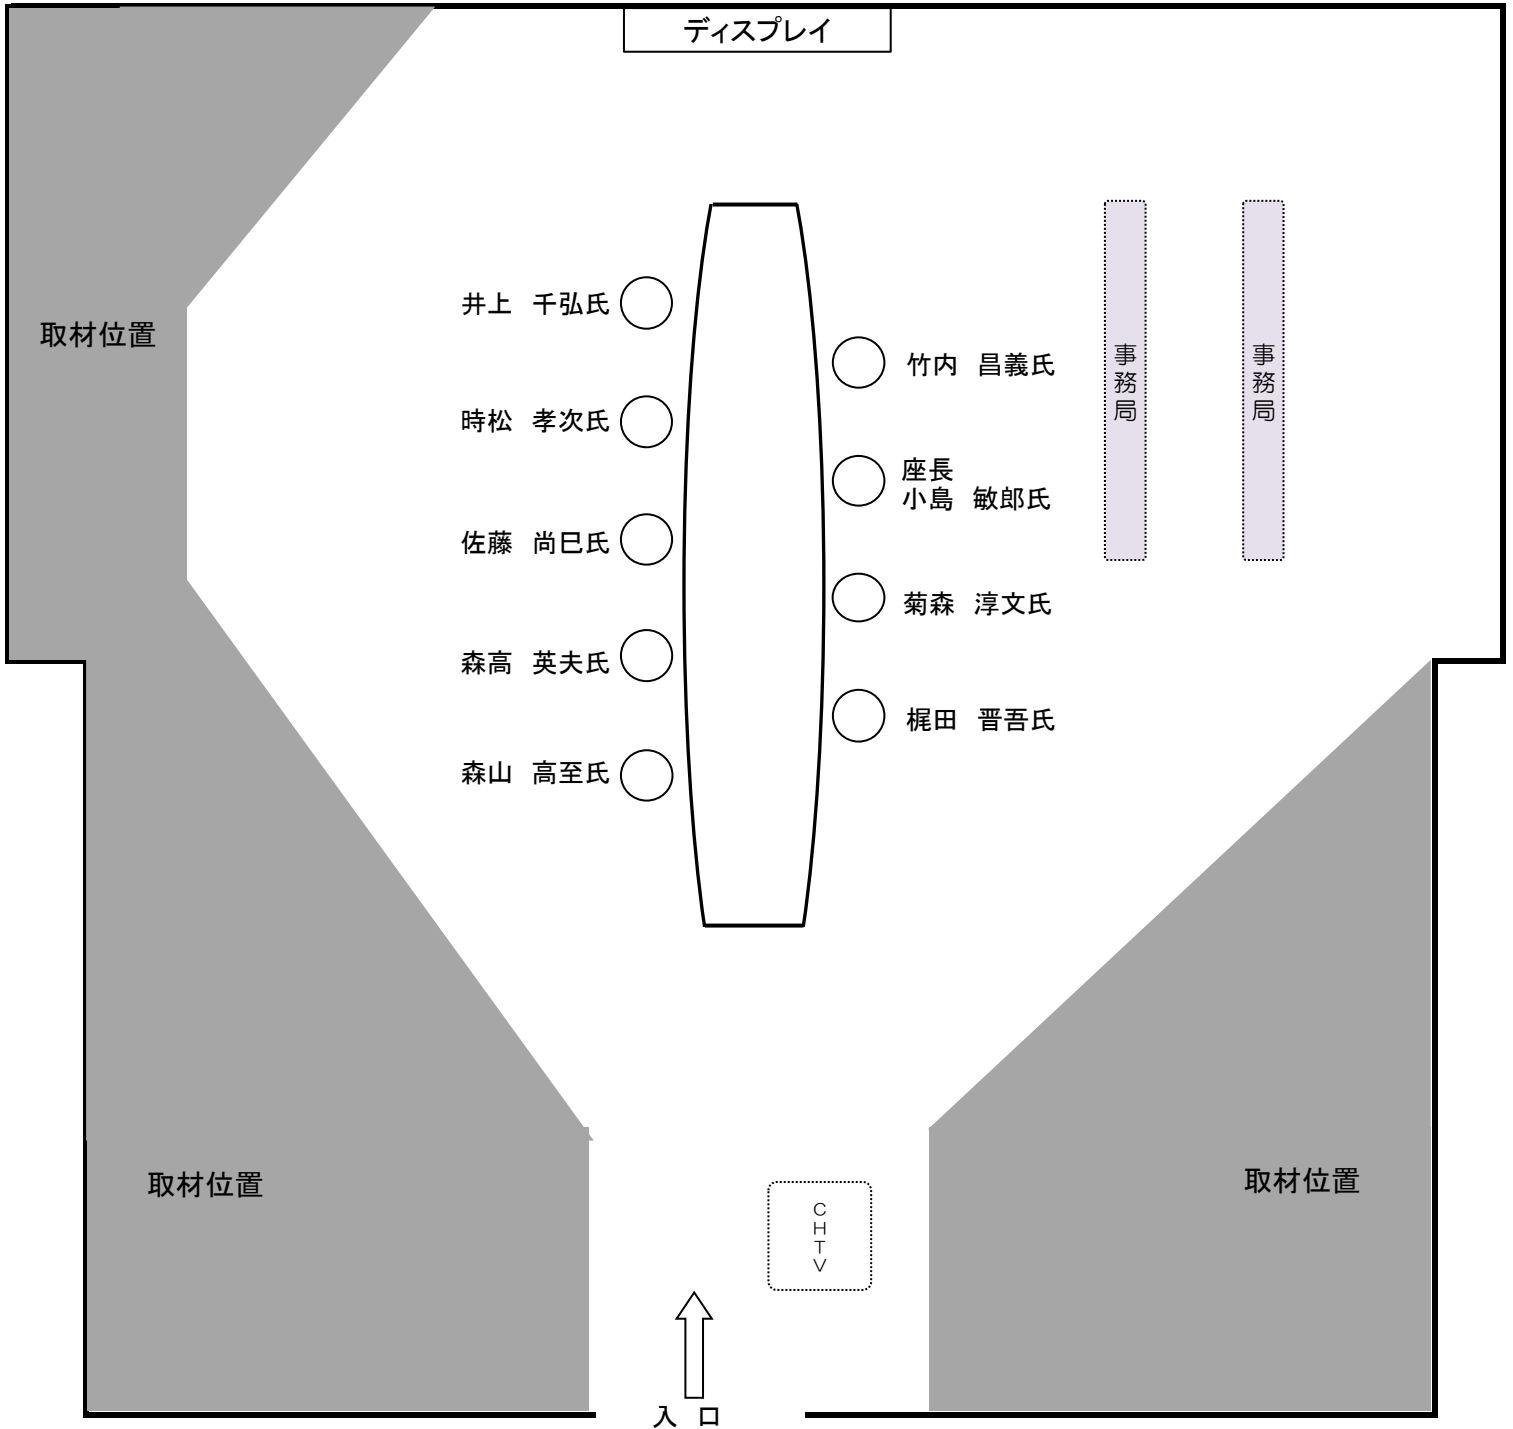 ディスプレイ
井上　千弘氏
取材位置
竹内　昌義氏
事務局
事務局
時松　孝次氏
座長
小島　敏郎氏
佐藤　尚巳氏
菊森　淳文氏
森高　英夫氏
梶田　晋吾氏
森山　高至氏
取材位置
取材位置
CHTV
入　口